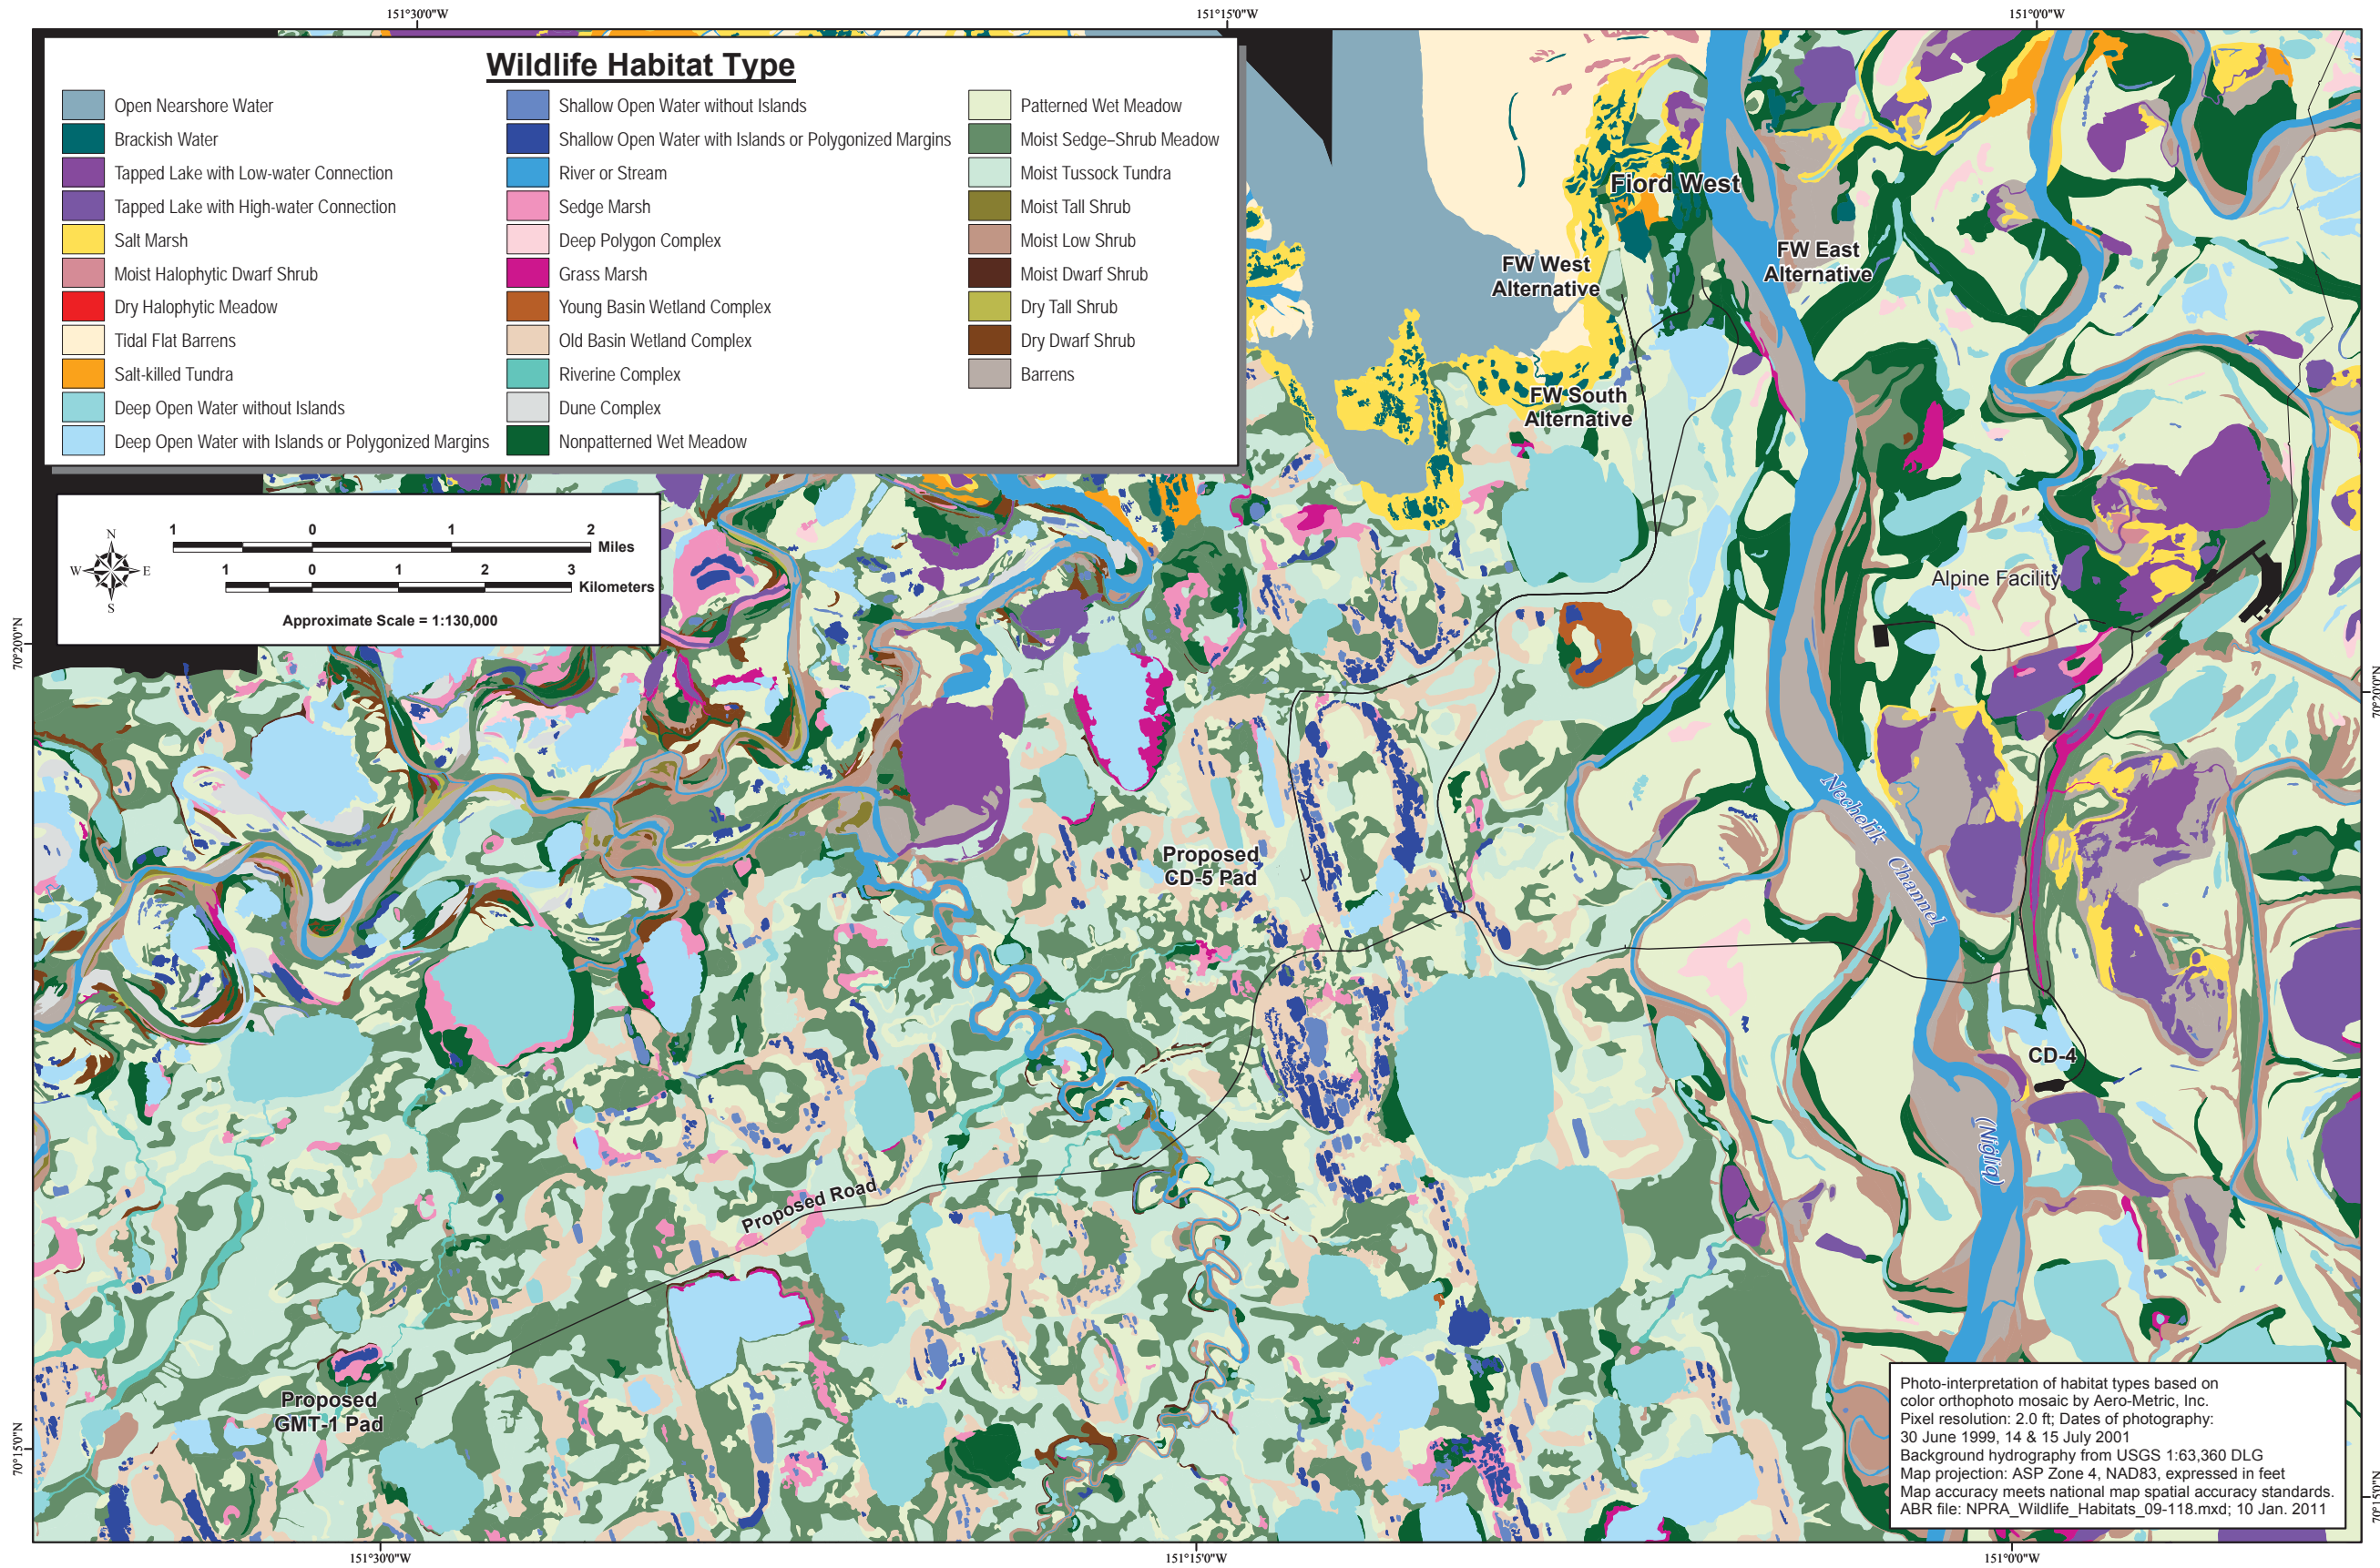 151°30'0"W
151°15'0"W
151°0'0"W
Wildlife Habitat Type
Open Nearshore Water
Brackish Water
Tapped Lake with Low-water Connection
Tapped Lake with High-water Connection
Salt Marsh
Moist Halophytic Dwarf Shrub
Dry Halophytic Meadow
Tidal Flat Barrens
Salt-killed Tundra
Deep Open Water without Islands
Deep Open Water with Islands or Polygonized Margins
Shallow Open Water without Islands
Shallow Open Water with Islands or Polygonized Margins
River or Stream
Sedge Marsh
Deep Polygon Complex
Grass Marsh
Young Basin Wetland Complex
Old Basin Wetland Complex
Riverine Complex
Dune Complex
Nonpatterned Wet Meadow
Patterned Wet Meadow
Moist Sedge–Shrub Meadow
Moist Tussock Tundra
Moist Tall Shrub
Moist Low Shrub
Moist Dwarf Shrub
Dry Tall Shrub
Dry Dwarf Shrub
Barrens
Fiord West
FW West
Alternative
FW East
Alternative
FW South
Alternative
N
W
E
S
1 0 1 2
Miles
1 0 1 2 3
Kilometers
Approximate Scale = 1:130,000
Alpine Facility
70°20'0"N
70°20'0"N
Nechelik Channel
Proposed
CD-5 Pad
CD-4
(Nigliq)
Proposed Road
Proposed
GMT-1 Pad
70°15'0"N
70°15'0"N
Photo-interpretation of habitat types based on
color orthophoto mosaic by Aero-Metric, Inc.
Pixel resolution: 2.0 ft; Dates of photography:
30 June 1999, 14 & 15 July 2001
Background hydrography from USGS 1:63,360 DLG
Map projection: ASP Zone 4, NAD83, expressed in feet
Map accuracy meets national map spatial accuracy standards.
ABR file: NPRA_Wildlife_Habitats_09-118.mxd; 10 Jan. 2011
151°30'0"W
151°15'0"W
151°0'0"W